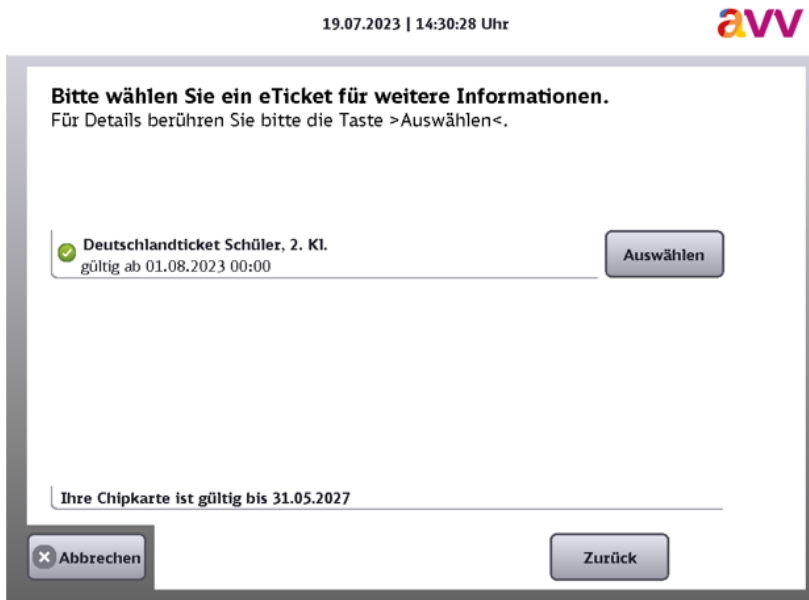 19.07.2023 | 14:30:28 Uhr
avv
Bitte wählen Sie ein eTicket für weitere Informationen.
Für Details berühren Sie bitte die Taste >Auswählen<.
Deutschlandticket Schüler, 2. Kl.
gültig ab 01.08.2023 00:00
Auswählen
Ihre Chipkarte ist gültig bis 31.05.2027
Abbrechen
Zurück